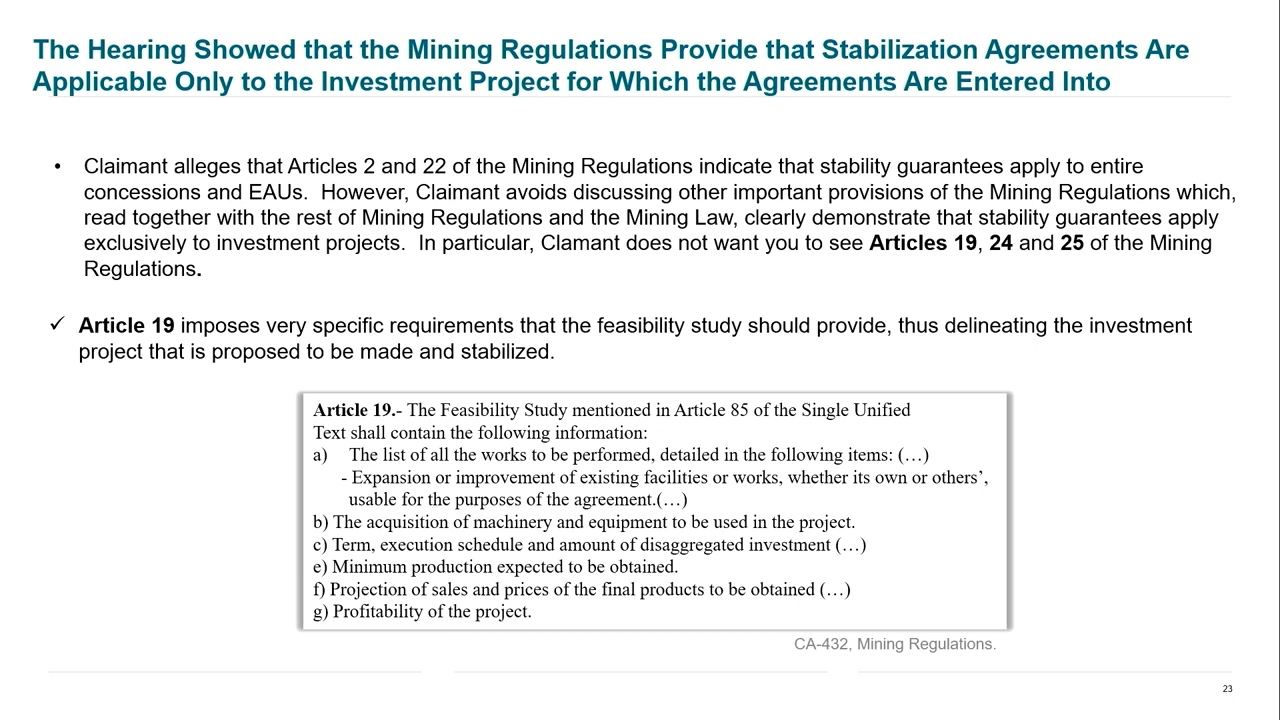 The Hearing Showed that the Mining Regulations Provide that Stabilization Agreements Are
Applicable Only to the Investment Project for Which the Agreements Are Entered Into
• Claimant alleges that Articles 2 and 22 of the Mining Regulations indicate that stability guarantees apply to entire
concessions and EAUs.  However, Claimant avoids discussing other important provisions of the Mining Regulations which,
read together with the rest of Mining Regulations and the Mining Law, clearly demonstrate that stability guarantees apply
exclusively to investment projects.  In particular, Clamant does not want you to see Articles 19, 24 and 25 of the Mining
Regulations.
✓ Article 19 imposes very specific requirements that the feasibility study should provide, thus delineating the investment
project that is proposed to be made and stabilized.
Article 19.- The Feasibility Study mentioned in Article 85 of the Single Unified
Text shall contain the following information:
a) The list of all the works to be performed, detailed in the following items: (…)
- Expansion or improvement of existing facilities or works, whether its own or others’,
usable for the purposes of the agreement.(…)
b) The acquisition of machinery and equipment to be used in the project.
c) Term, execution schedule and amount of disaggregated investment (…)
e) Minimum production expected to be obtained.
f) Projection of sales and prices of the final products to be obtained (…)
g) Profitability of the project.
CA-432, Mining Regulations.
23